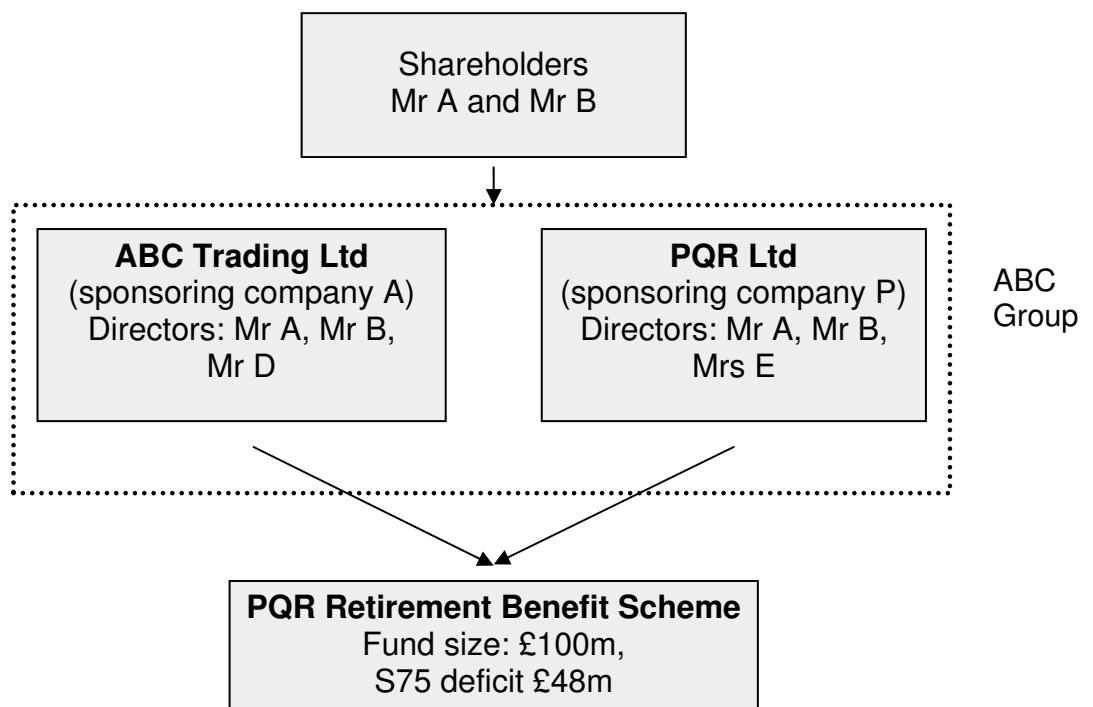 Shareholders
Mr A and Mr B
ABC Trading Ltd
(sponsoring company A)
Directors: Mr A, Mr B,
Mr D
PQR Ltd
(sponsoring company P)
Directors: Mr A, Mr B,
Mrs E
ABC
Group
PQR Retirement Benefit Scheme
Fund size: £100m,
S75 deficit £48m